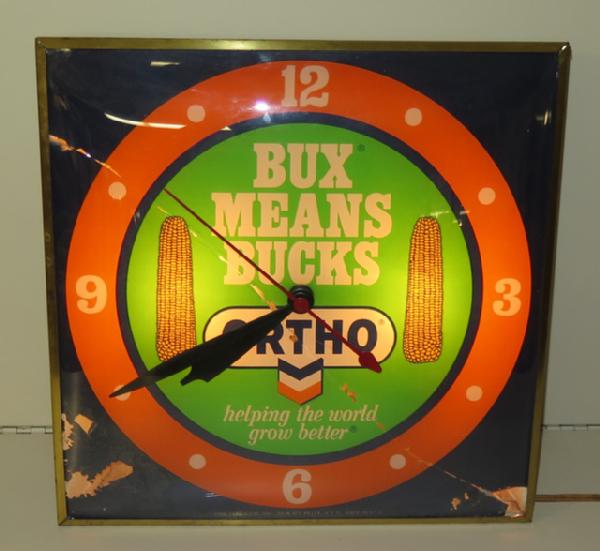 12
BUX®
MEANS
BUCKS
9
3
ORTHO®
helping the world
grow better®
6